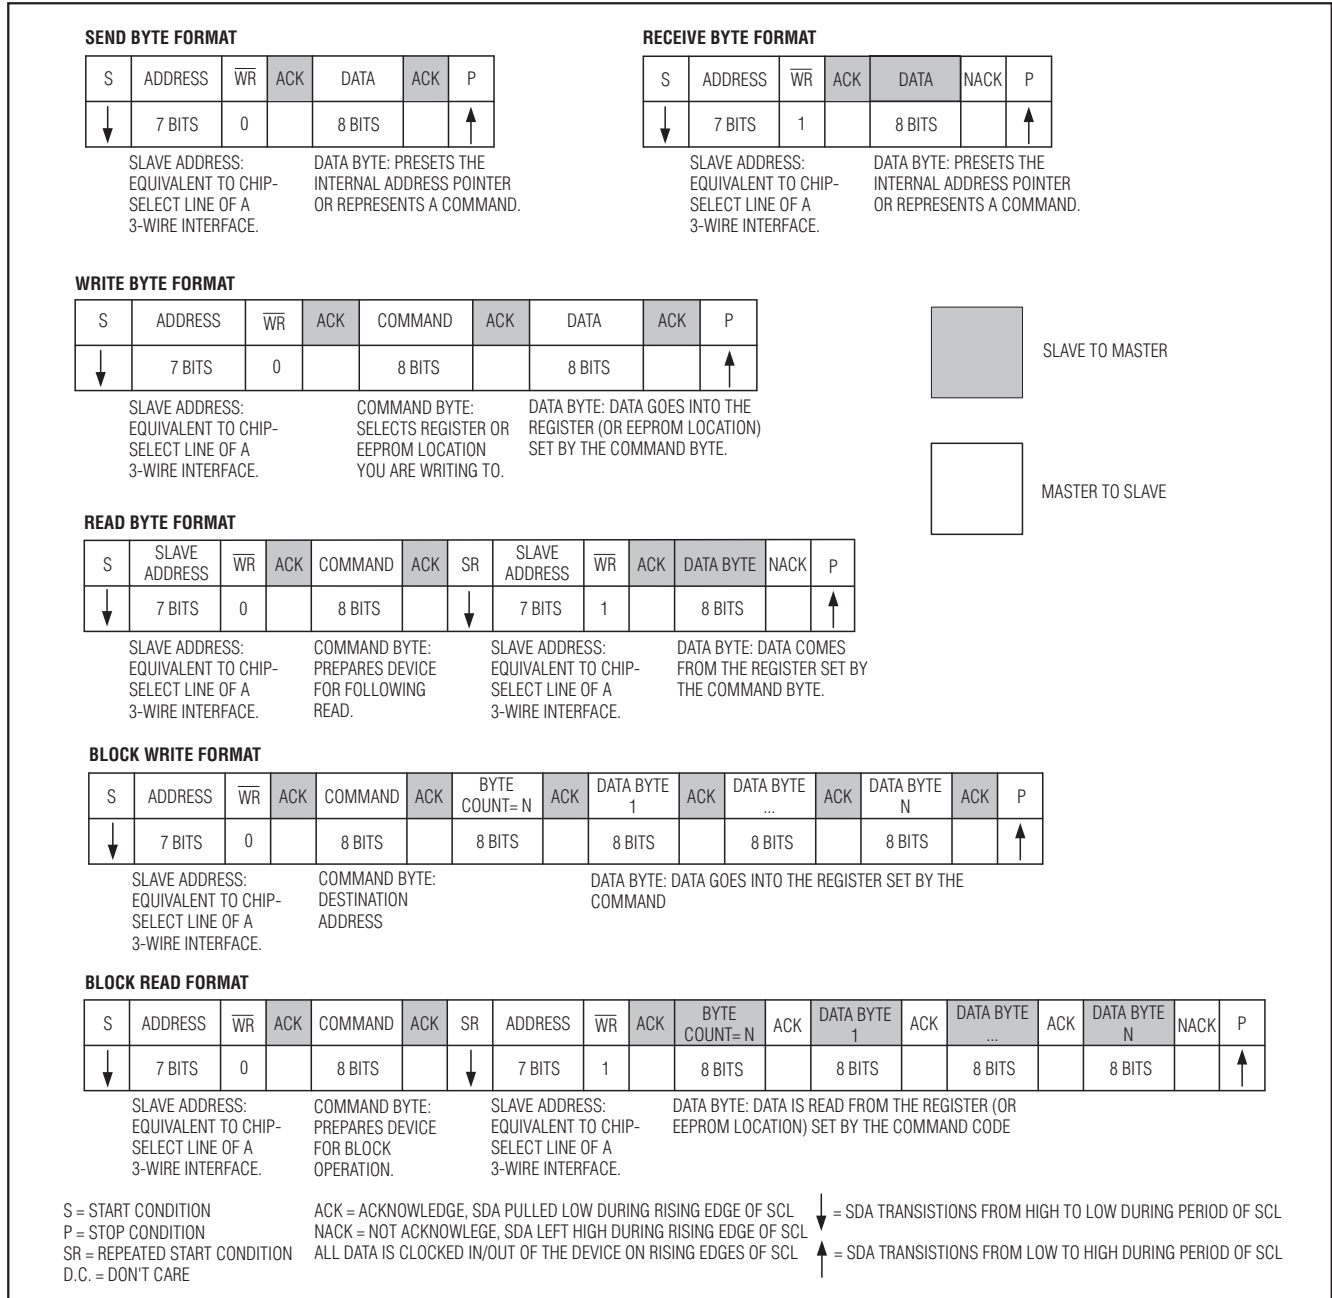 SEND BYTE FORMAT
S ADDRESS WR ACK DATA ACK P
7 BITS 0 8 BITS
SLAVE ADDRESS:
EQUIVALENT TO CHIP-
SELECT LINE OF A
3-WIRE INTERFACE.
DATA BYTE: PRESETS THE
INTERNAL ADDRESS POINTER
OR REPRESENTS A COMMAND.
RECEIVE BYTE FORMAT
S ADDRESS WR ACK DATA NACK P
7 BITS 1 8 BITS
SLAVE ADDRESS:
EQUIVALENT TO CHIP-
SELECT LINE OF A
3-WIRE INTERFACE.
DATA BYTE: PRESETS THE
INTERNAL ADDRESS POINTER
OR REPRESENTS A COMMAND.
WRITE BYTE FORMAT
S ADDRESS WR ACK COMMAND ACK DATA ACK P
7 BITS 0 8 BITS 8 BITS
SLAVE ADDRESS:
EQUIVALENT TO CHIP-
SELECT LINE OF A
3-WIRE INTERFACE.
COMMAND BYTE:
SELECTS REGISTER OR
EEPROM LOCATION
YOU ARE WRITING TO.
DATA BYTE: DATA GOES INTO THE
REGISTER (OR EEPROM LOCATION)
SET BY THE COMMAND BYTE.
SLAVE TO MASTER
MASTER TO SLAVE
READ BYTE FORMAT
S SLAVE ADDRESS WR ACK COMMAND ACK SR SLAVE ADDRESS WR ACK DATA BYTE NACK P
7 BITS 0 8 BITS 7 BITS 1 8 BITS
SLAVE ADDRESS:
EQUIVALENT TO CHIP-
SELECT LINE OF A
3-WIRE INTERFACE.
COMMAND BYTE:
PREPARES DEVICE
FOR FOLLOWING
READ.
SLAVE ADDRESS:
EQUIVALENT TO CHIP-
SELECT LINE OF A
3-WIRE INTERFACE.
DATA BYTE: DATA COMES
FROM THE REGISTER SET BY
THE COMMAND BYTE.
BLOCK WRITE FORMAT
S ADDRESS WR ACK COMMAND ACK BYTE COUNT= N ACK DATA BYTE 1 ACK DATA BYTE ... ACK DATA BYTE N ACK P
7 BITS 0 8 BITS 8 BITS 8 BITS 8 BITS 8 BITS
SLAVE ADDRESS:
EQUIVALENT TO CHIP-
SELECT LINE OF A
3-WIRE INTERFACE.
COMMAND BYTE:
DESTINATION
ADDRESS
DATA BYTE: DATA GOES INTO THE REGISTER SET BY THE
COMMAND
BLOCK READ FORMAT
S ADDRESS WR ACK COMMAND ACK SR ADDRESS WR ACK BYTE COUNT= N ACK DATA BYTE 1 ACK DATA BYTE ... ACK DATA BYTE N NACK P
7 BITS 0 8 BITS 7 BITS 1 8 BITS 8 BITS 8 BITS 8 BITS
SLAVE ADDRESS:
EQUIVALENT TO CHIP-
SELECT LINE OF A
3-WIRE INTERFACE.
COMMAND BYTE:
PREPARES DEVICE
FOR BLOCK
OPERATION.
SLAVE ADDRESS:
EQUIVALENT TO CHIP-
SELECT LINE OF A
3-WIRE INTERFACE.
DATA BYTE: DATA IS READ FROM THE REGISTER (OR
EEPROM LOCATION) SET BY THE COMMAND CODE
S = START CONDITION
P = STOP CONDITION
SR = REPEATED START CONDITION
D.C. = DON'T CARE
ACK = ACKNOWLEDGE, SDA PULLED LOW DURING RISING EDGE OF SCL
NACK = NOT ACKNOWLEGE, SDA LEFT HIGH DURING RISING EDGE OF SCL
ALL DATA IS CLOCKED IN/OUT OF THE DEVICE ON RISING EDGES OF SCL
= SDA TRANSISTIONS FROM HIGH TO LOW DURING PERIOD OF SCL
= SDA TRANSISTIONS FROM LOW TO HIGH DURING PERIOD OF SCL